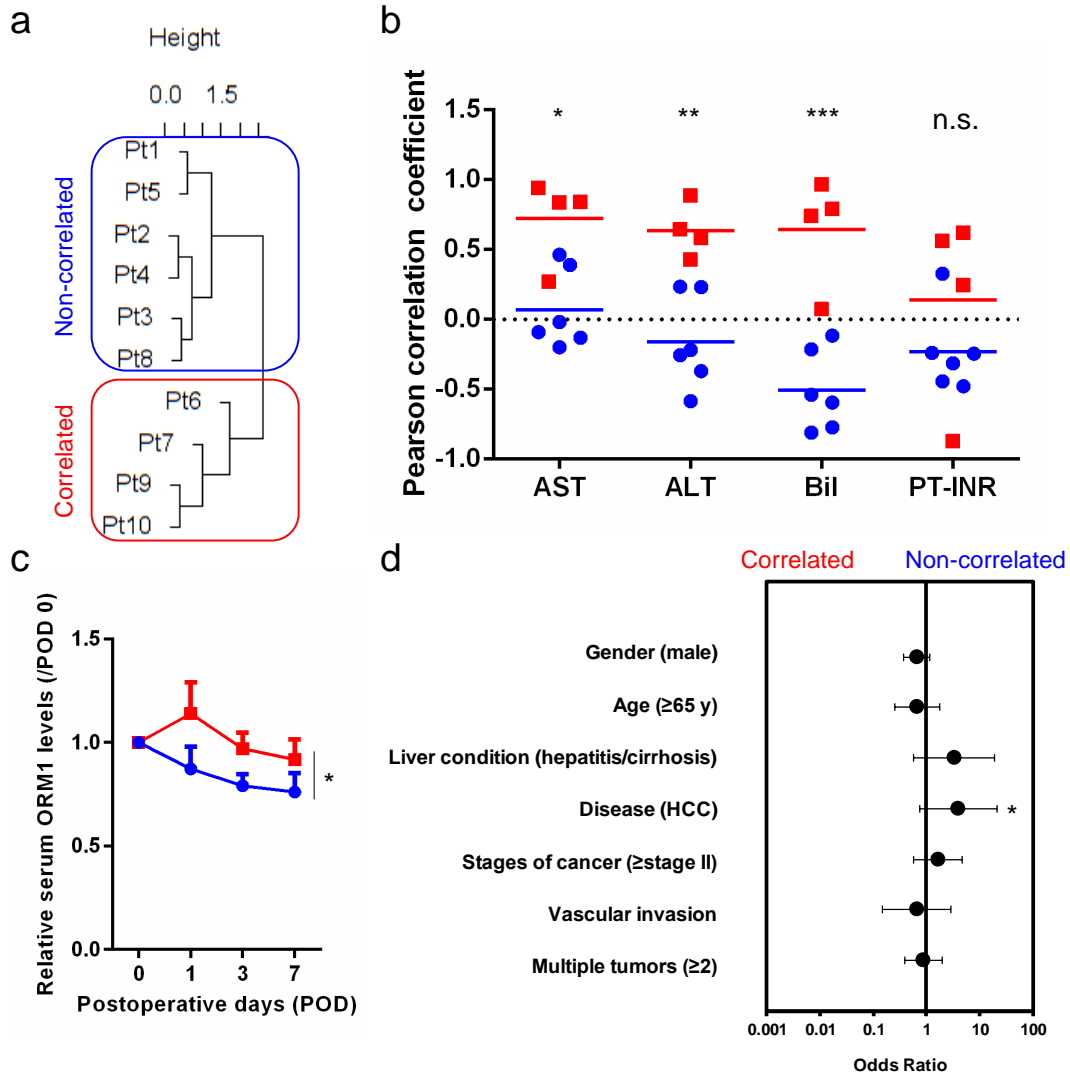 a
Height
0.0 1.5
Non-correlated
Pt1
Pt5
Pt2
Pt4
Pt3
Pt8
Correlated
Pt6
Pt7
Pt9
Pt10
b
Pearson correlation coefficient
1.5
1.0
0.5
0.0
-0.5
-1.0
* ** *** n.s.
AST ALT Bil PT-INR
c
Relative serum ORM1 levels (/POD 0)
1.5
1.0
0.5
0.0
*
0 1 3 7
Postoperative days (POD)
d
Correlated Non-correlated
Gender (male)
Age (≥65 y)
Liver condition (hepatitis/cirrhosis)
Disease (HCC) *
Stages of cancer (≥stage II)
Vascular invasion
Multiple tumors (≥2)
0.001 0.01 0.1 1 10 100
Odds Ratio